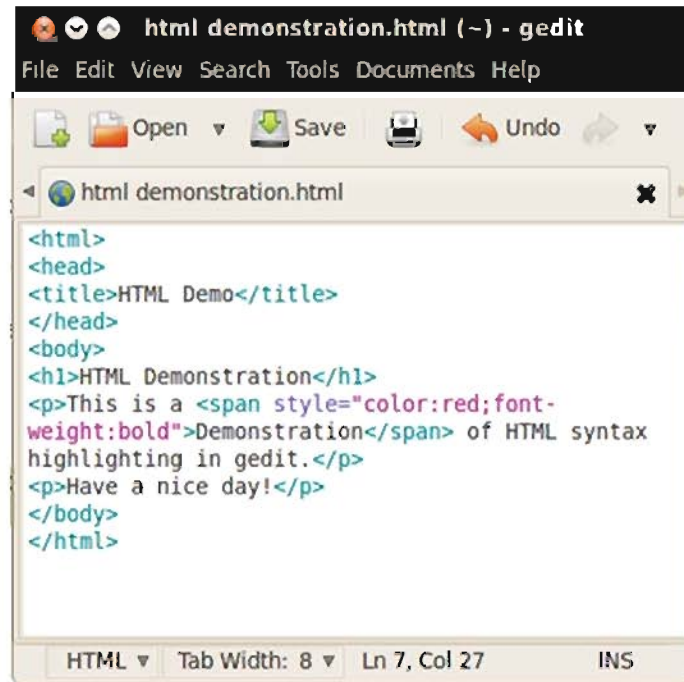 html demonstration.html (~) - gedit
File Edit View Search Tools Documents Help
Open Save Undo
html demonstration.html
<html>
<head>
<title>HTML Demo</title>
</head>
<body>
<h1>HTML Demonstration</h1>
<p>This is a <span style="color:red;font-
weight:bold">Demonstration</span> of HTML syntax
highlighting in gedit.</p>
<p>Have a nice day!</p>
</body>
</html>
HTML Tab Width: 8 Ln 7, Col 27 INS